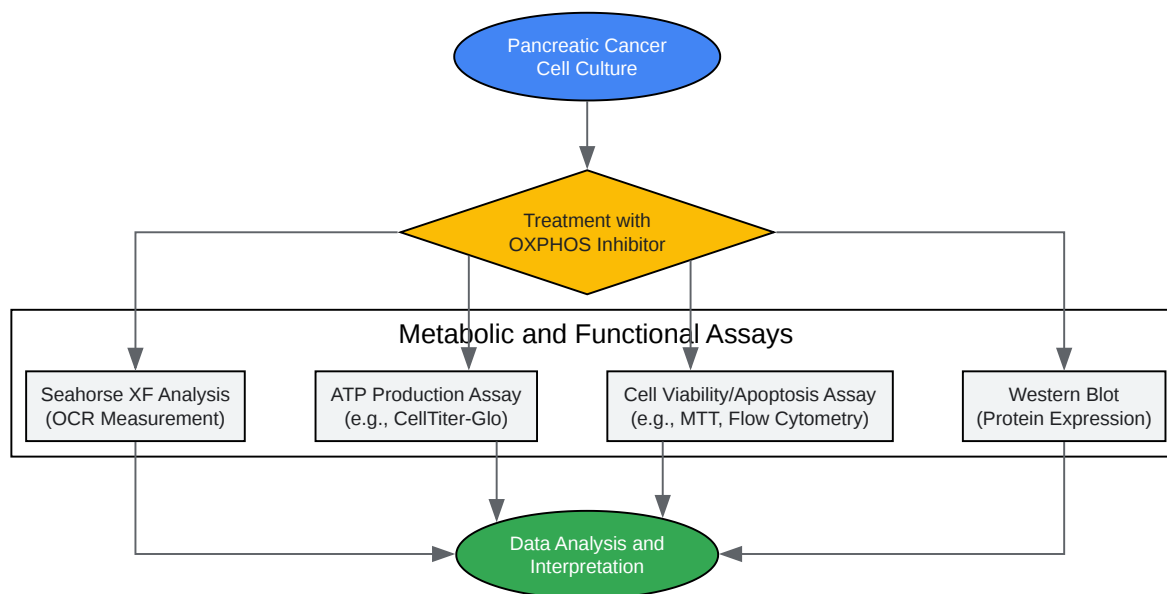 Pancreatic Cancer
Cell Culture
Treatment with
OXPHOS Inhibitor
Metabolic and Functional Assays
Seahorse XF Analysis
(OCR Measurement)
ATP Production Assay
(e.g., CellTiter-Glo)
Cell Viability/Apoptosis Assay
(e.g., MTT, Flow Cytometry)
Western Blot
(Protein Expression)
Data Analysis and
Interpretation